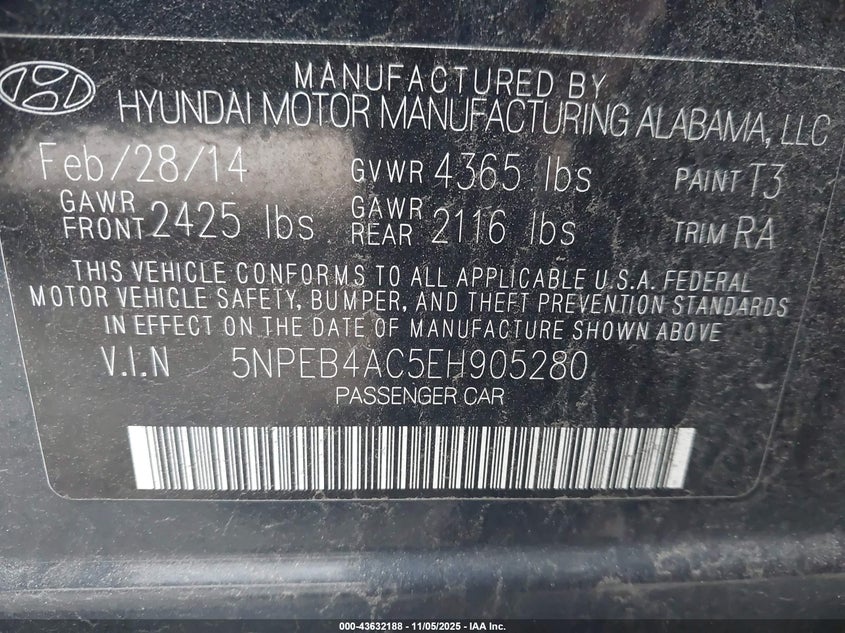 MANUFACTURED BY
HYUNDAI MOTOR MANUFACTURING ALABAMA, LLC
Feb/28/14 GVWR 4365 lbs PAINT T3
GAWR FRONT 2425 lbs GAWR REAR 2116 lbs TRIM RA
THIS VEHICLE CONFORMS TO ALL APPLICABLE U.S.A. FEDERAL
MOTOR VEHICLE SAFETY, BUMPER, AND THEFT PREVENTION STANDARDS
IN EFFECT ON THE DATE OF MANUFACTURE SHOWN ABOVE
V.I.N 5NPEB4AC5EH905280
PASSENGER CAR
000-43632188 - 11/05/2025 - IAA Inc.